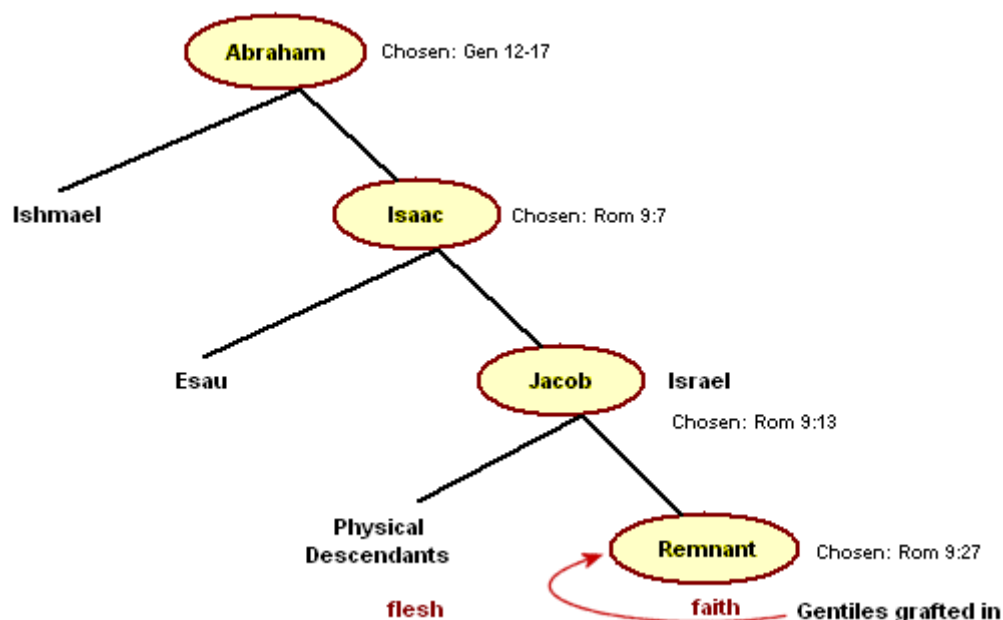 Abraham
Chosen: Gen 12-17
Ishmael
Isaac
Chosen: Rom 9:7
Esau
Jacob
Israel
Chosen: Rom 9:13
Physical
Descendants
Remnant
Chosen: Rom 9:27
flesh
faith
Gentiles grafted in